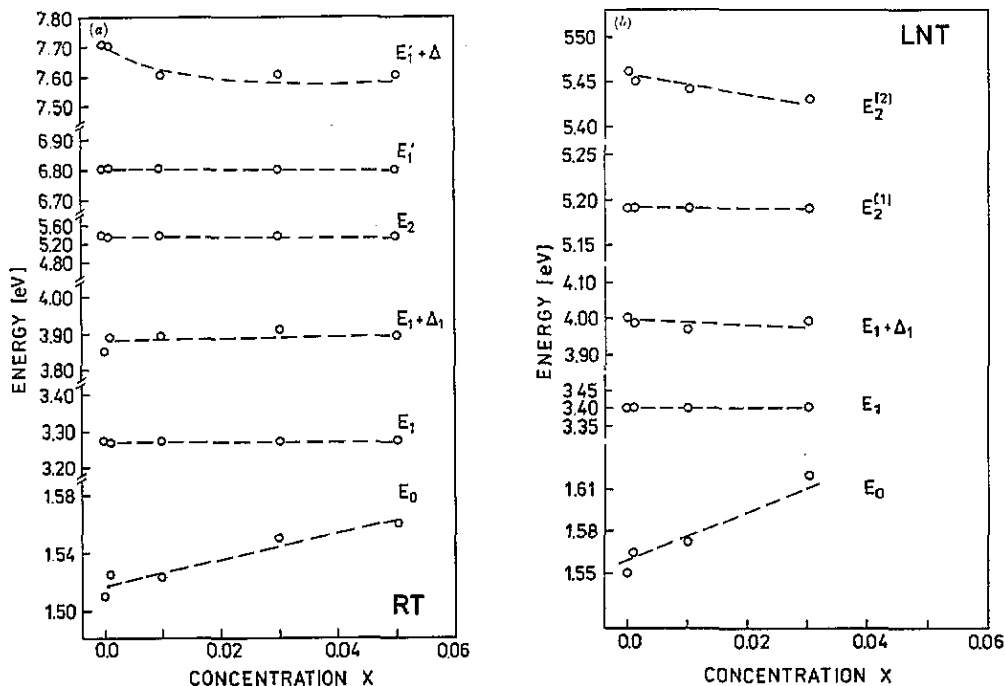 (a)
7.80
7.70
7.60
7.50
6.90
6.80
6.70
5.60
5.20
4.80
4.00
3.90
3.80
3.40
3.30
3.20
1.58
1.54
1.50
ENERGY [eV]
E₁' + Δ
E₁'
E₂
E₁ + Δ₁
E₁
E₀
RT
0.0 0.02 0.04 0.06
CONCENTRATION X
(b)
LNT
550
5.45
5.40
5.25
5.20
5.15
4.00
4.00
3.90
3.45
3.40
3.35
1.61
1.58
1.55
ENERGY [eV]
E₂[2]
E₂[1]
E₁ + Δ₁
E₁
E₀
0.0 0.02 0.04 0.06
CONCENTRATION X